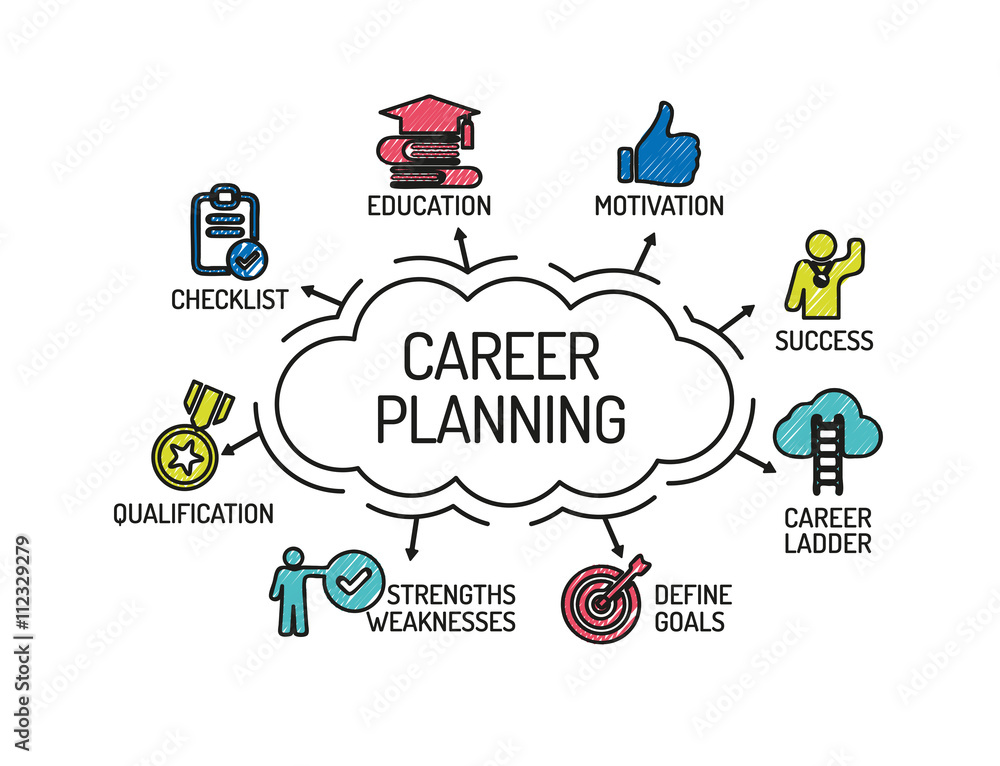 EDUCATION
MOTIVATION
CHECKLIST
SUCCESS
CAREER
PLANNING
QUALIFICATION
CAREER
LADDER
STRENGTHS
WEAKNESSES
DEFINE
GOALS
Adobe Stock | #112329279